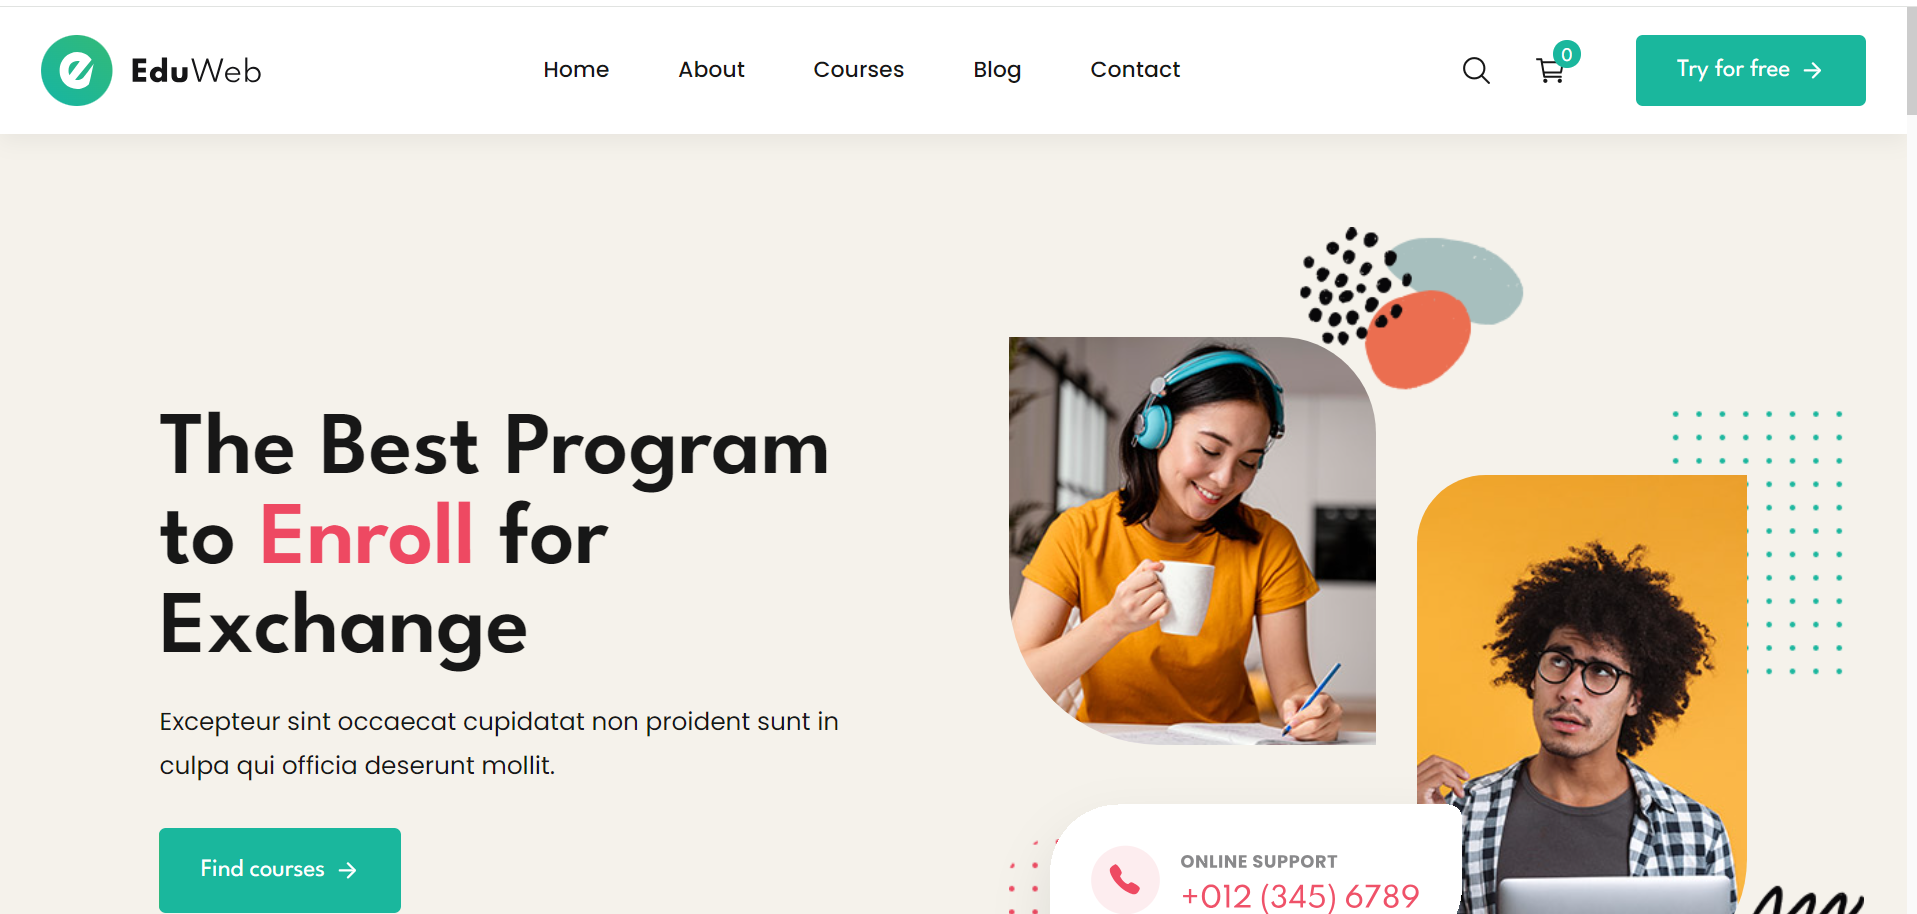 EduWeb
Home About Courses Blog Contact
0
Try for free →
The Best Program
to Enroll for
Exchange
Excepteur sint occaecat cupidatat non proident sunt in
culpa qui officia deserunt mollit.
Find courses →
ONLINE SUPPORT
+012 (345) 6789